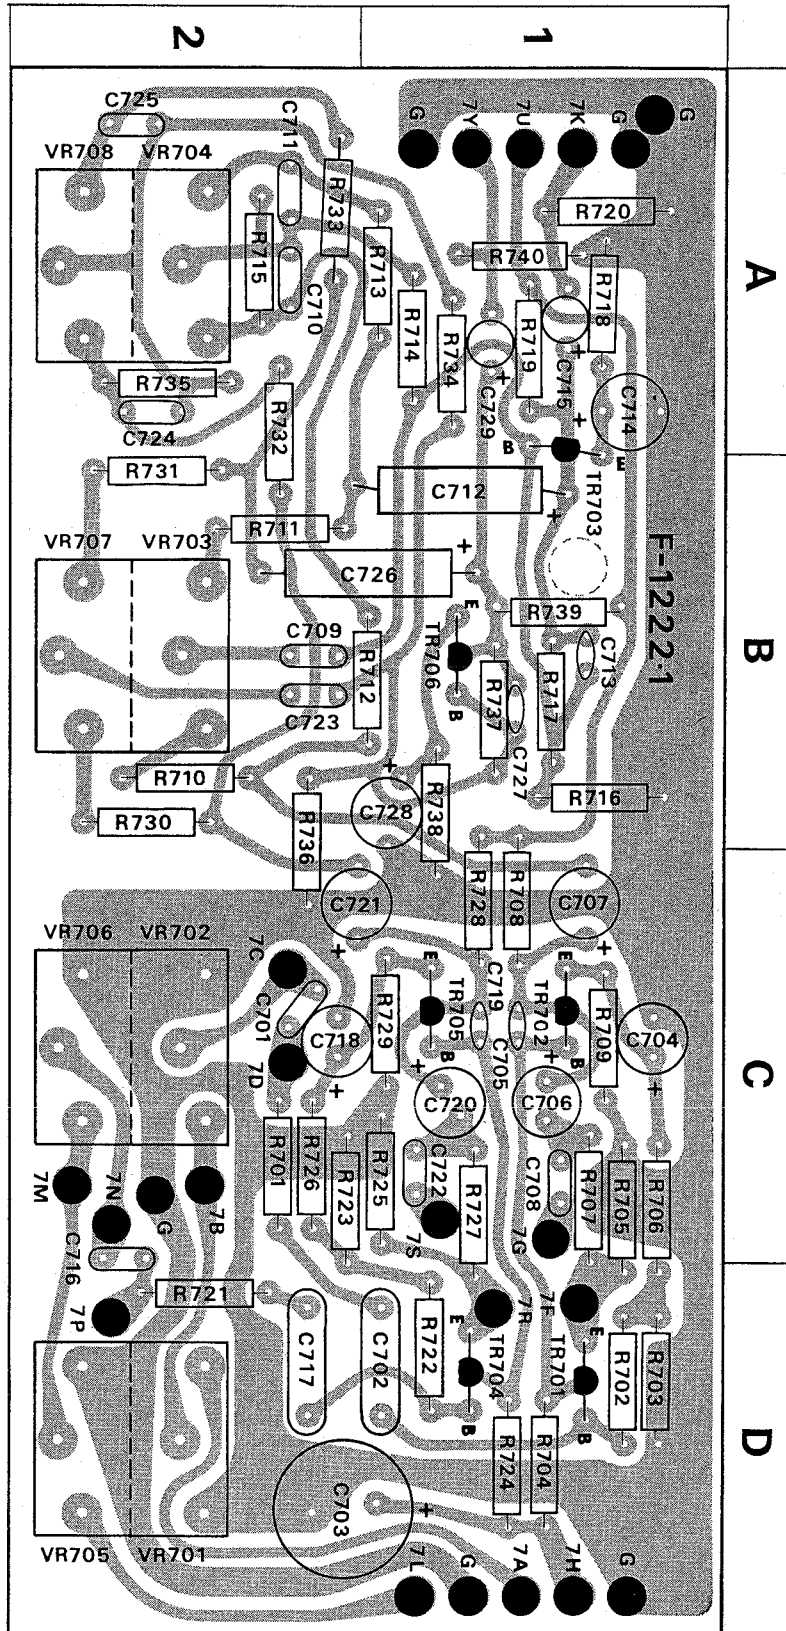 2 1
C725
C711
G 7Y 7U 7K G G
VR708 VR704
R733
R720
R715
R713
R740
A
C710
R714
R718
R734
R719
R735
C729
C715
C714
+ + +
C724
R732
B E
R731
C712
TR703
+
R711
VR707 VR703
F-1222-1
+
C726
E
R739
C709
TR706
C713
B
R712
C723
R737
R717
B
C727
R710
+
R716
C728
R738
R730
R736
R728
R708
C721
C707
VR706 VR702
+ +
7C
E E
C719
C701
R729
TR705
TR702
R709
C718
C704
C
B B
7D
C705
+ + + +
C720
C706
R701
R726
R723
R725
C722
R727
C708
R707
R705
R706
7M 7N G 7B
7S 7G
C716
R721
7P
7R 7F
E E
C717
C702
R722
TR704
TR701
R702
R703
B B
D
R724
R704
C703
+
VR705 VR701
7L G 7A 7H G